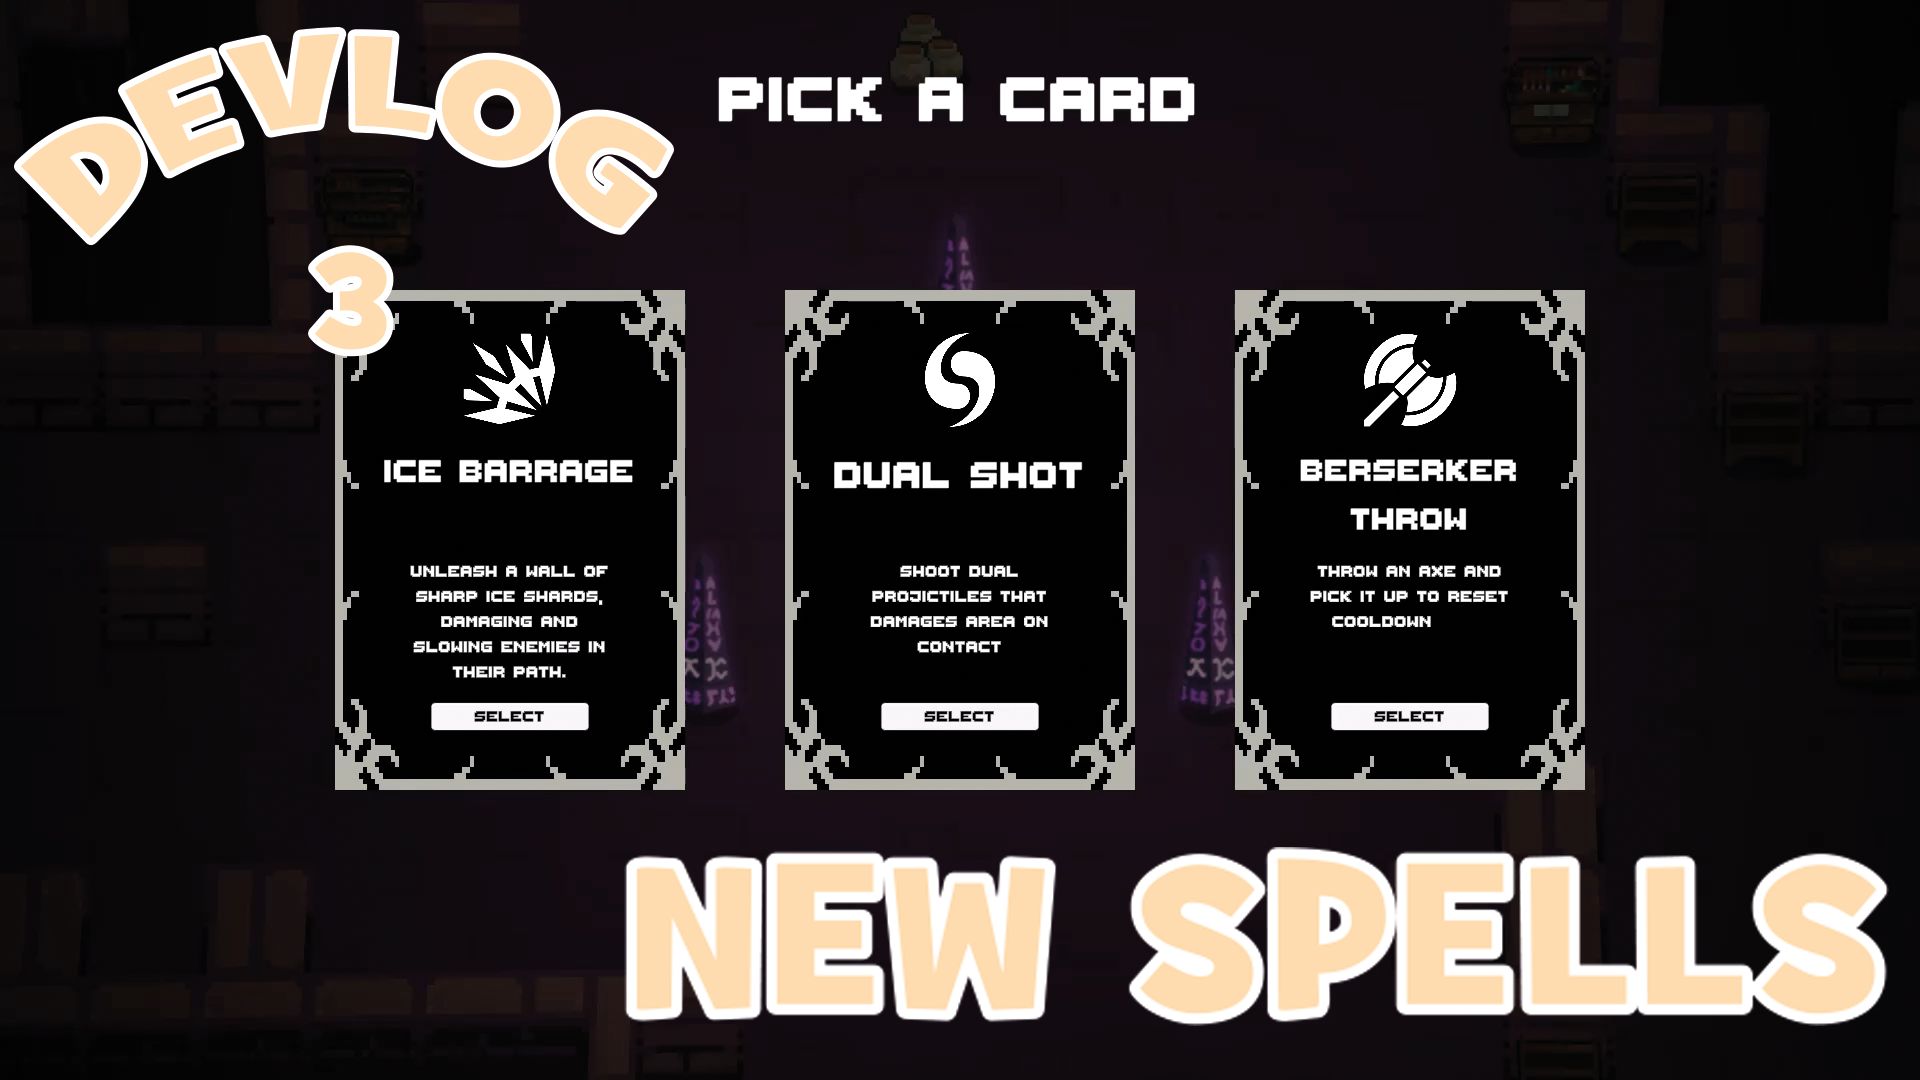 DEVLOG
3
PICK A CARD
ICE BARRAGE
UNLEASH A WALL OF
SHARP ICE SHARDS,
DAMAGING AND
SLOWING ENEMIES IN
THEIR PATH.
SELECT
DUAL SHOT
SHOOT DUAL
PROJICTILES THAT
DAMAGES AREA ON
CONTACT
SELECT
BERSERKER
THROW
THROW AN AXE AND
PICK IT UP TO RESET
COOLDOWN
SELECT
NEW SPELLS